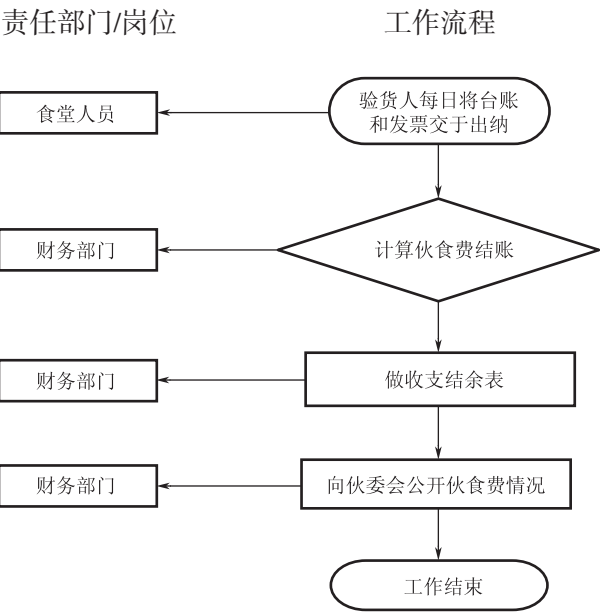 责任部门/岗位 工作流程
食堂人员
验货人每日将台账
和发票交于出纳
财务部门
计算伙食费结账
财务部门
做收支结余表
财务部门
向伙委会公开伙食费情况
工作结束